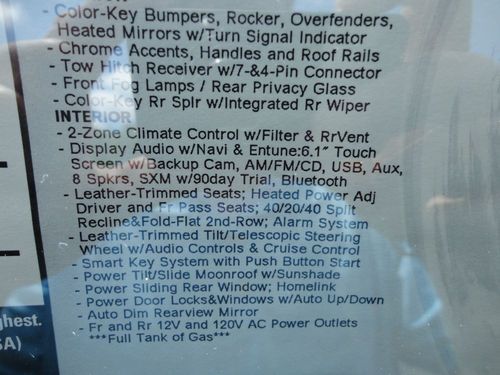 - Color-Key Bumpers, Rocker, Overfenders,
Heated Mirrors w/Turn Signal Indicator
- Chrome Accents, Handles and Roof Rails
- Tow Hitch Receiver w/7-&4-Pin Connector
- Front Fog Lamps / Rear Privacy Glass
- Color-Key Rr Splr w/Integrated Rr Wiper
INTERIOR
- 2-Zone Climate Control w/Filter & RrVent
- Display Audio w/Navi & Entune:6.1" Touch
Screen w/Backup Cam, AM/FM/CD, USB, Aux,
8 Spkrs, SXM w/90day Trial, Bluetooth
- Leather-Trimmed Seats; Heated Power Adj
Driver and Fr Pass Seats; 40/20/40 Split
Recline&Fold-Flat 2nd-Row; Alarm System
- Leather-Trimmed Tilt/Telescopic Steering
Wheel w/Audio Controls & Cruise Control
- Smart Key System with Push Button Start
- Power Tilt/Slide Moonroof w/Sunshade
- Power Sliding Rear Window; Homelink
- Power Door Locks&Windows w/Auto Up/Down
- Auto Dim Rearview Mirror
- Fr and Rr 12V and 120V AC Power Outlets
***Full Tank of Gas***
ghest.
SA)